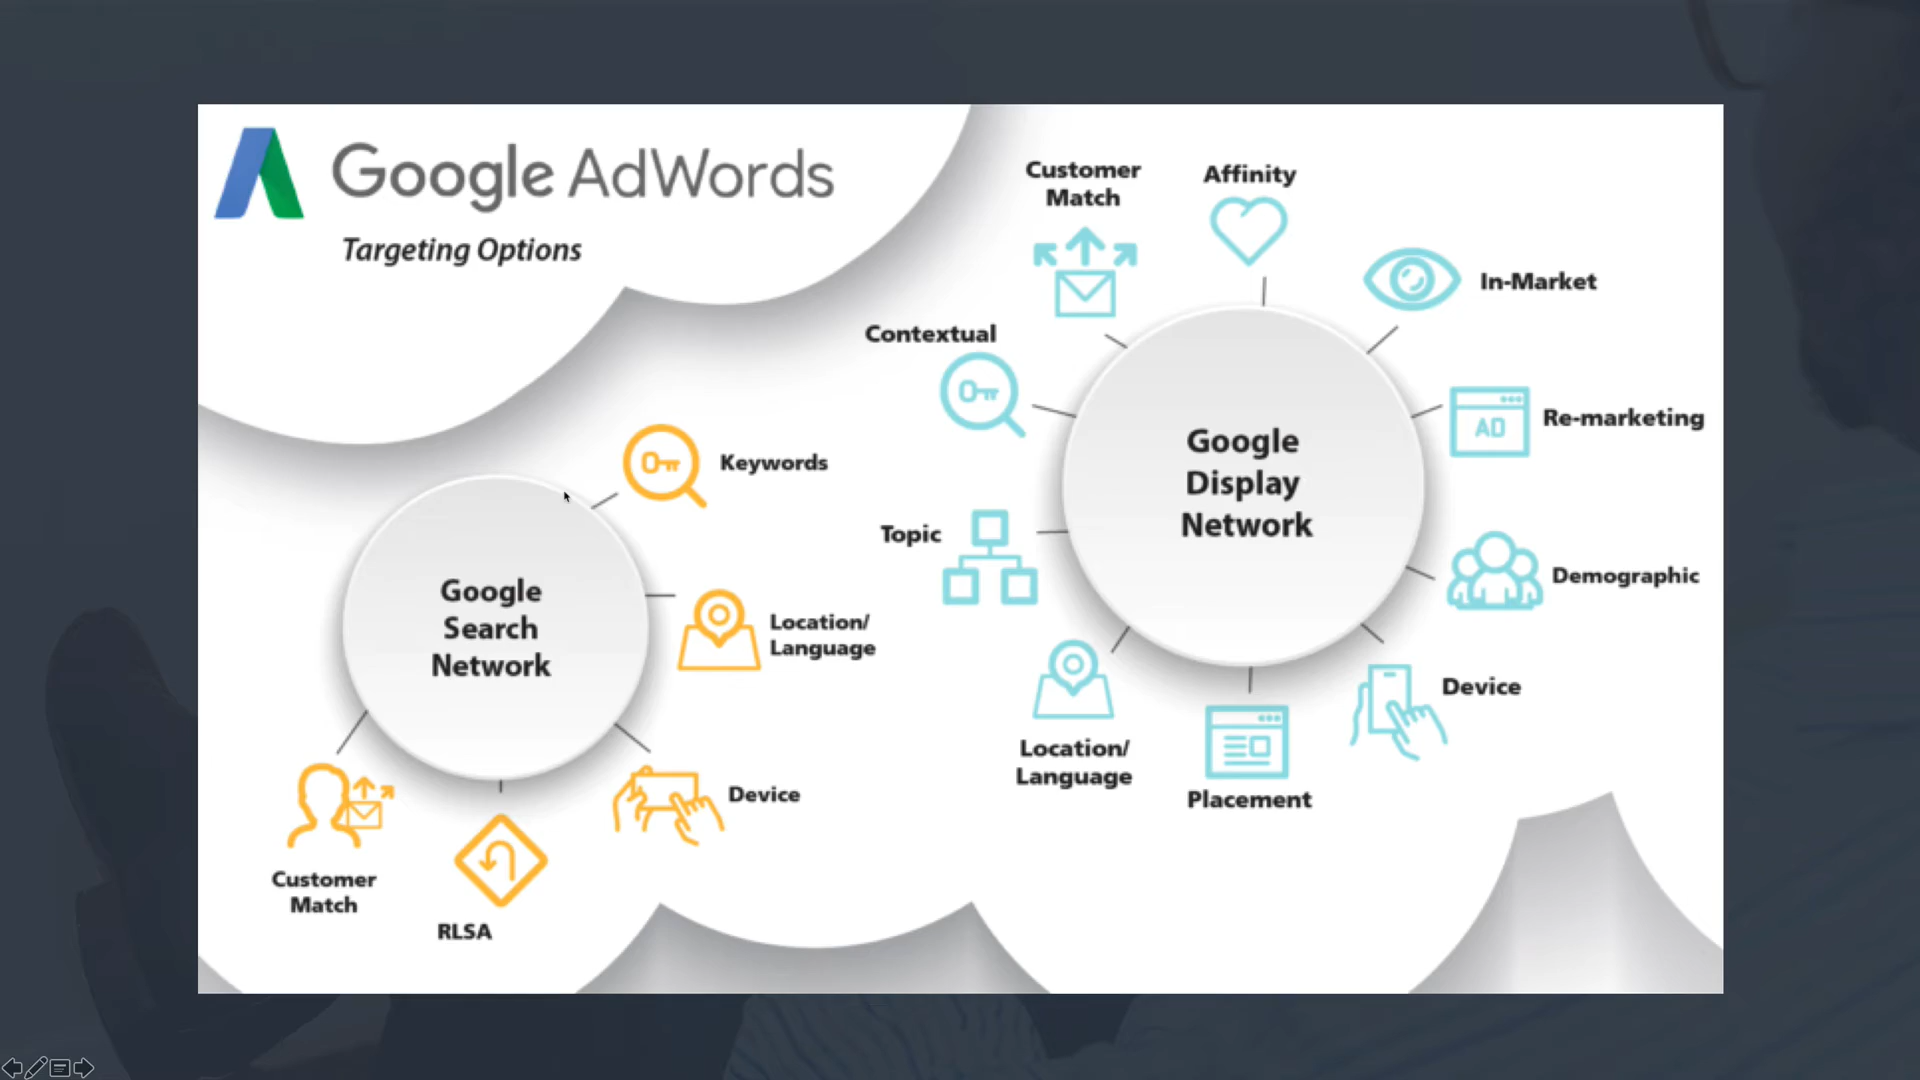 Google AdWords
Targeting Options
Google
Search
Network
Keywords
Location/
Language
Device
RLSA
Customer
Match
Google
Display
Network
Customer
Match
Affinity
In-Market
Re-marketing
AD
Demographic
Device
Placement
Location/
Language
Topic
Contextual